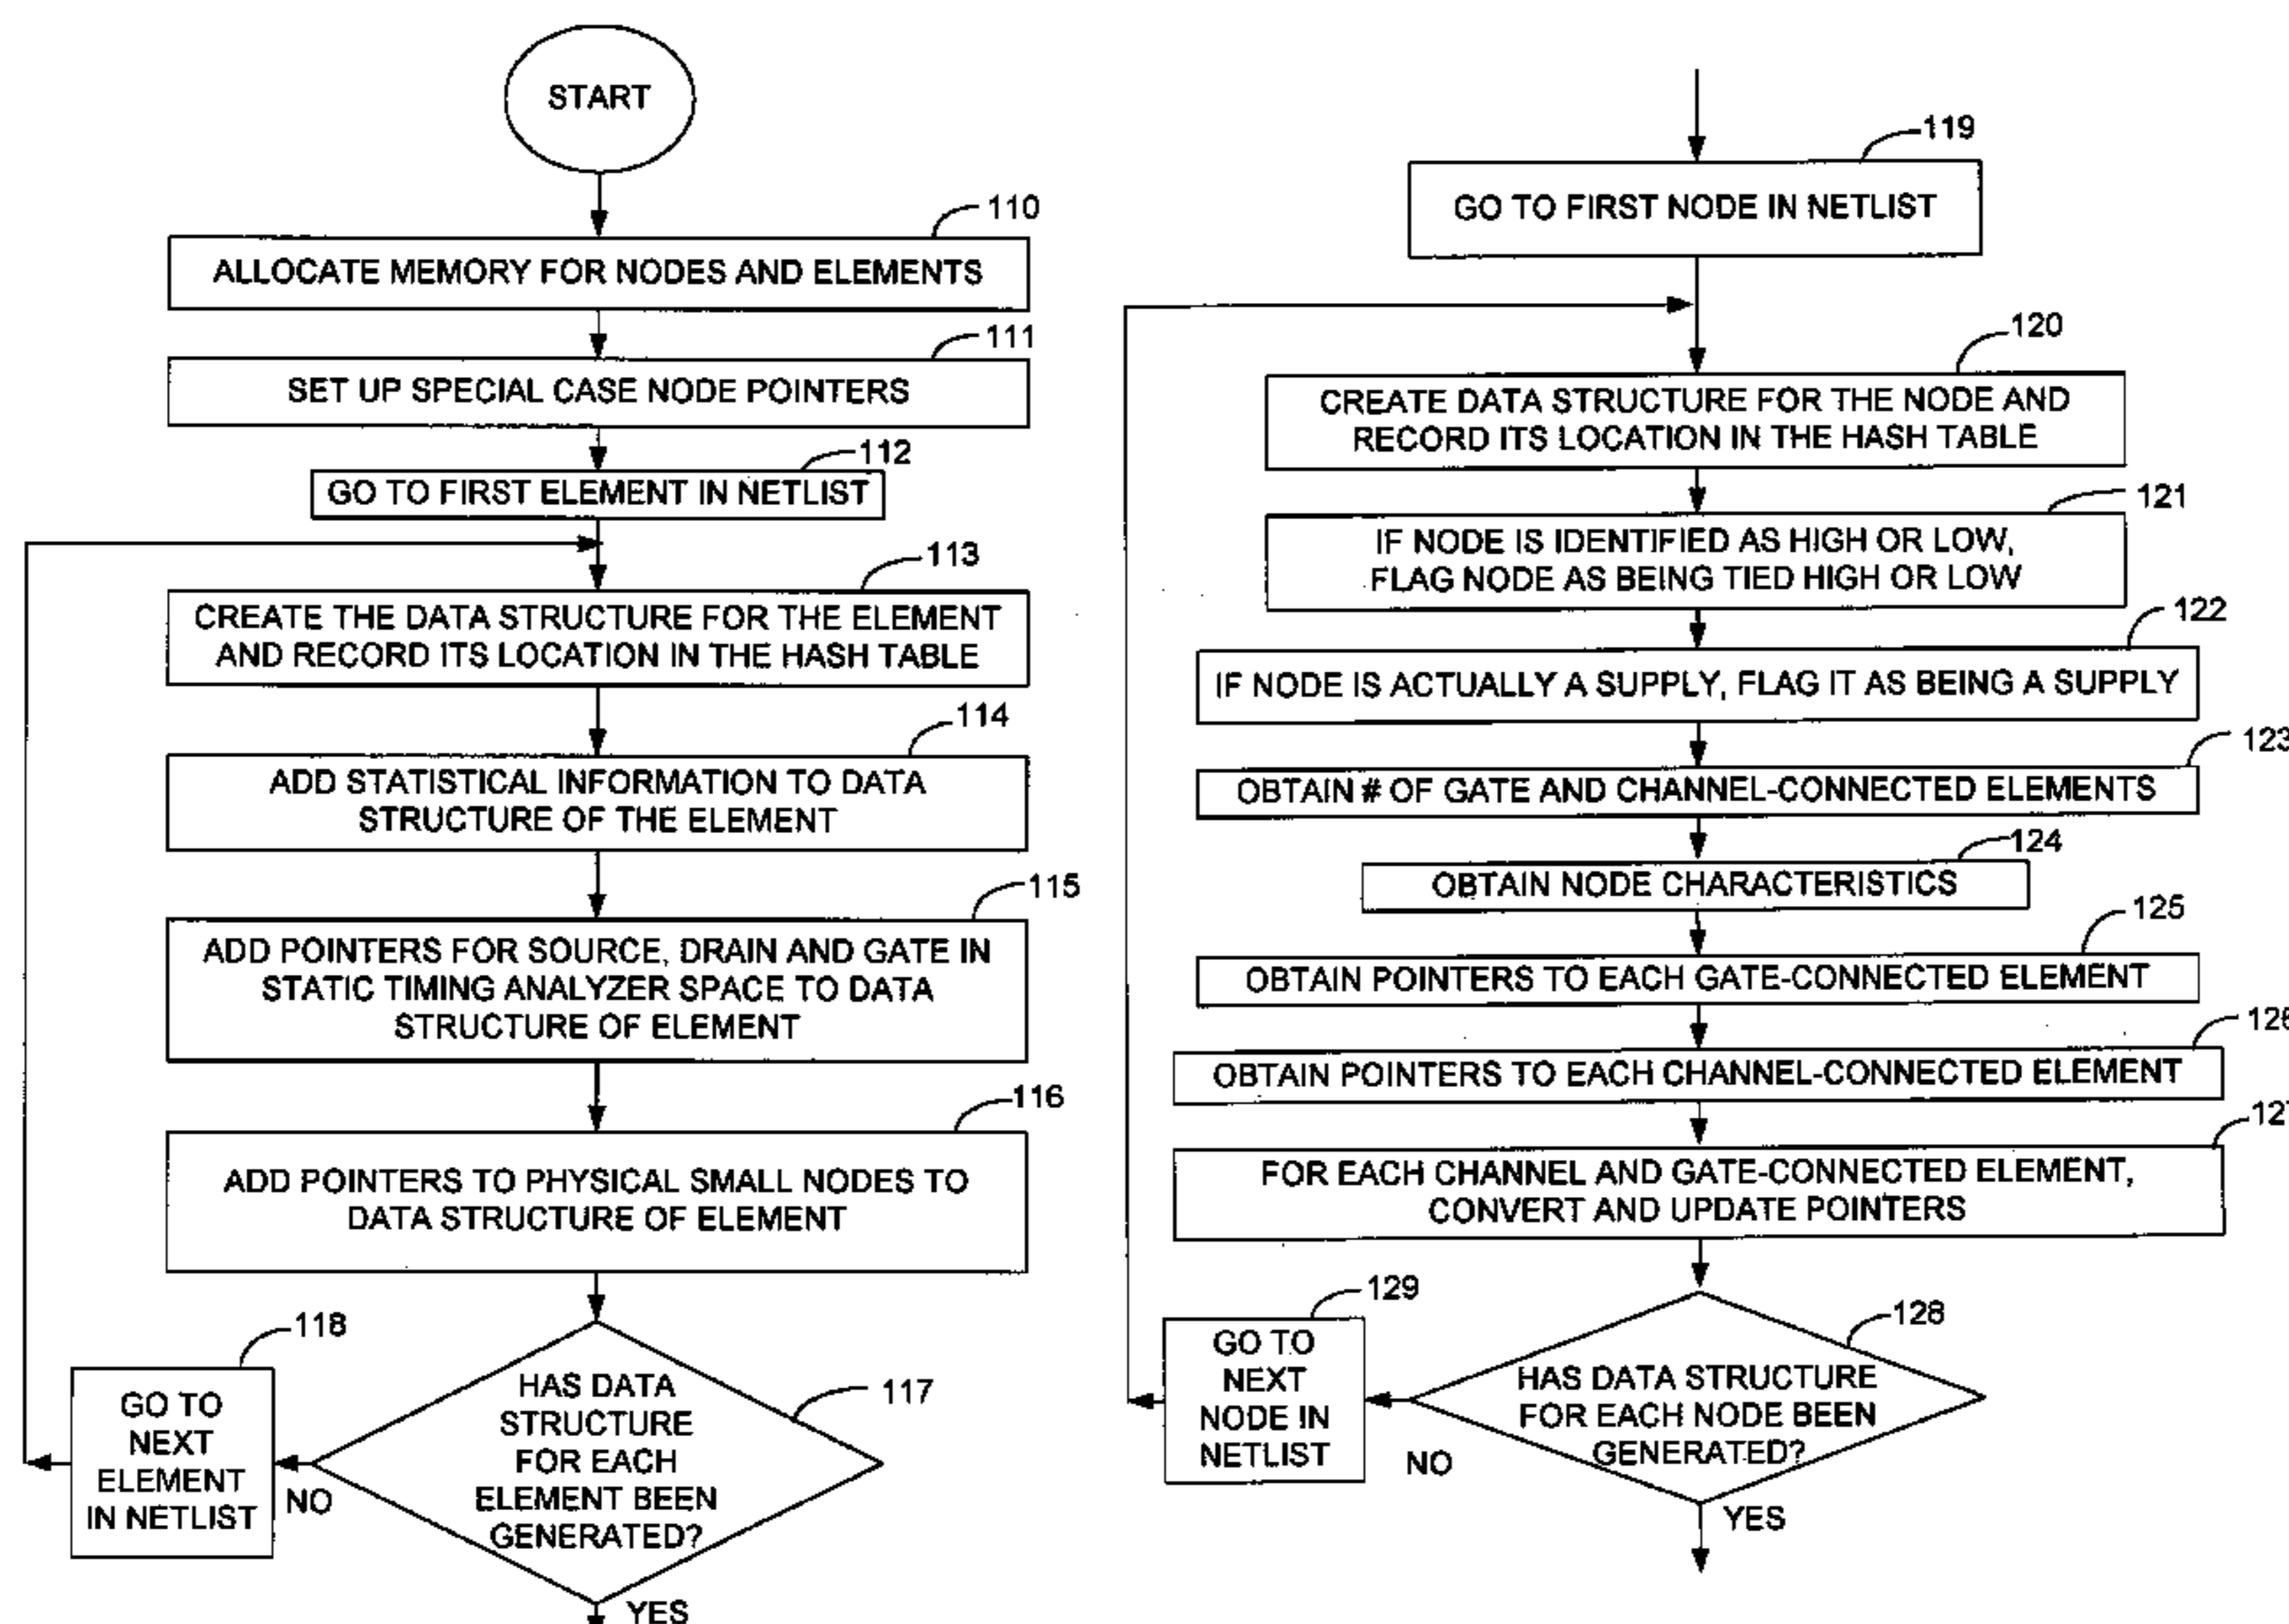 START
110
ALLOCATE MEMORY FOR NODES AND ELEMENTS
111
SET UP SPECIAL CASE NODE POINTERS
112
GO TO FIRST ELEMENT IN NETLIST
113
CREATE THE DATA STRUCTURE FOR THE ELEMENT
AND RECORD ITS LOCATION IN THE HASH TABLE
114
ADD STATISTICAL INFORMATION TO DATA
STRUCTURE OF THE ELEMENT
115
ADD POINTERS FOR SOURCE, DRAIN AND GATE IN
STATIC TIMING ANALYZER SPACE TO DATA
STRUCTURE OF ELEMENT
116
ADD POINTERS TO PHYSICAL SMALL NODES TO
DATA STRUCTURE OF ELEMENT
117
HAS DATA
STRUCTURE
FOR EACH
ELEMENT BEEN
GENERATED?
118
GO TO
NEXT
ELEMENT
IN NETLIST
NO
YES
119
GO TO FIRST NODE IN NETLIST
120
CREATE DATA STRUCTURE FOR THE NODE AND
RECORD ITS LOCATION IN THE HASH TABLE
121
IF NODE IS IDENTIFIED AS HIGH OR LOW,
FLAG NODE AS BEING TIED HIGH OR LOW
122
IF NODE IS ACTUALLY A SUPPLY, FLAG IT AS BEING A SUPPLY
123
OBTAIN # OF GATE AND CHANNEL-CONNECTED ELEMENTS
124
OBTAIN NODE CHARACTERISTICS
125
OBTAIN POINTERS TO EACH GATE-CONNECTED ELEMENT
126
OBTAIN POINTERS TO EACH CHANNEL-CONNECTED ELEMENT
127
FOR EACH CHANNEL AND GATE-CONNECTED ELEMENT,
CONVERT AND UPDATE POINTERS
128
HAS DATA STRUCTURE
FOR EACH NODE BEEN
GENERATED?
129
GO TO
NEXT
NODE IN
NETLIST
NO
YES